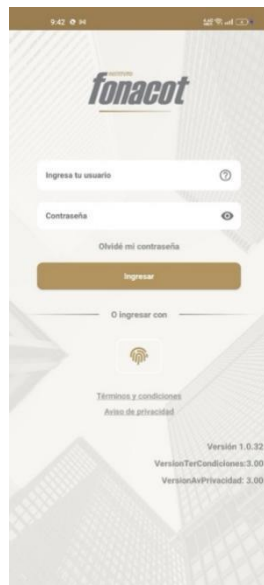 9:42
instituto
fonacot
Ingresa tu usuario
Contraseña
Olvidé mi contraseña
Ingresar
O ingresar con
Términos y condiciones
Aviso de privacidad
Versión 1.0.32
VersionTerCondiciones:3.00
VersionAvPrivacidad: 3.00